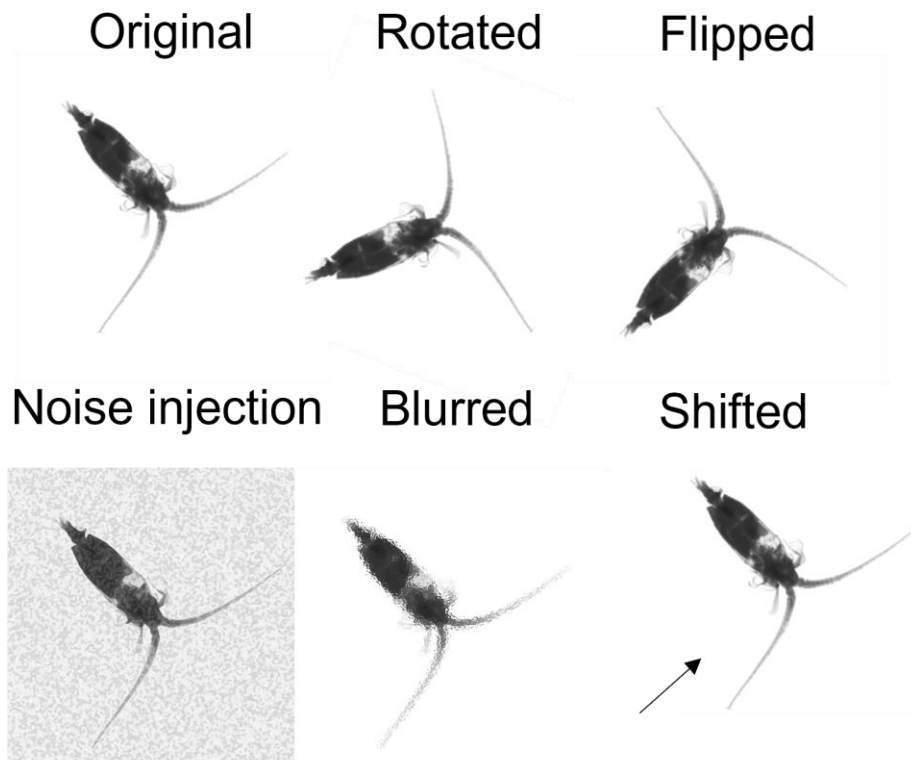 Original
Rotated
Flipped
Noise injection
Blurred
Shifted